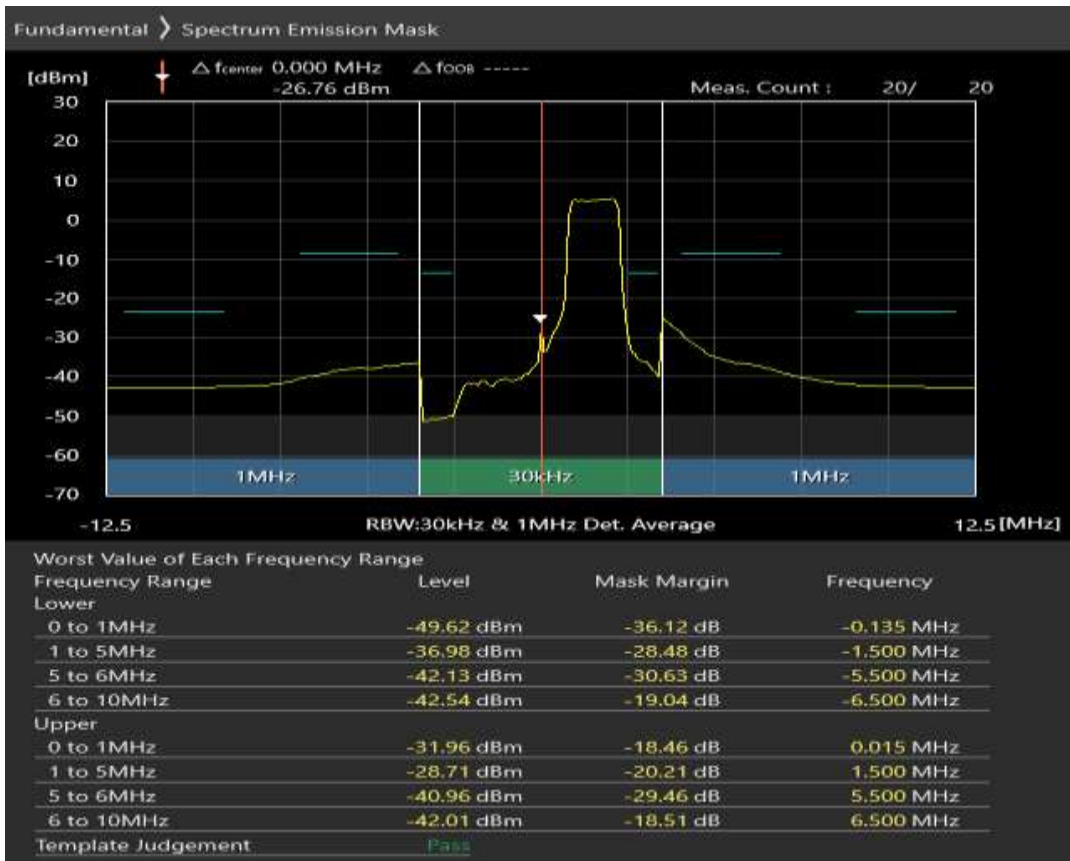 Fundamental ❯ Spectrum Emission Mask
[dBm] △ fcenter 0.000 MHz △ fOOB -----
-26.76 dBm Meas. Count : 20/ 20
30
20
10
0
-10
-20
-30
-40
-50
-60
-70
1MHz 30kHz 1MHz
-12.5 RBW:30kHz & 1MHz Det. Average 12.5 [MHz]
Worst Value of Each Frequency Range
Frequency Range Level Mask Margin Frequency
Lower
0 to 1MHz -49.62 dBm -36.12 dB -0.135 MHz
1 to 5MHz -36.98 dBm -28.48 dB -1.500 MHz
5 to 6MHz -42.13 dBm -30.63 dB -5.500 MHz
6 to 10MHz -42.54 dBm -19.04 dB -6.500 MHz
Upper
0 to 1MHz -31.96 dBm -18.46 dB 0.015 MHz
1 to 5MHz -28.71 dBm -20.21 dB 1.500 MHz
5 to 6MHz -40.96 dBm -29.46 dB 5.500 MHz
6 to 10MHz -42.01 dBm -18.51 dB 6.500 MHz
Template Judgement Pass